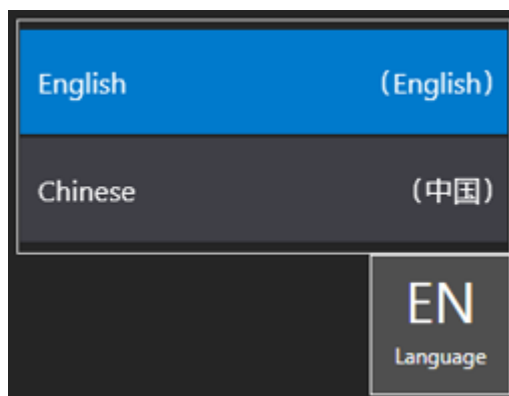 English (English)
Chinese (中国)
EN
Language